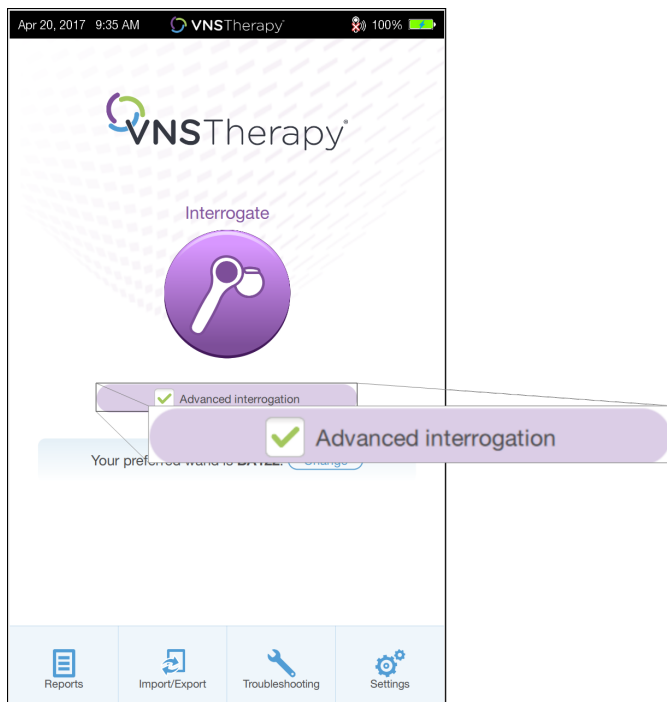 Apr 20, 2017 9:35 AM VNSTherapy 100%
VNSTherapy
Interrogate
Advanced interrogation
Advanced interrogation
Your preferred wand is
Change
Reports Import/Export Troubleshooting Settings